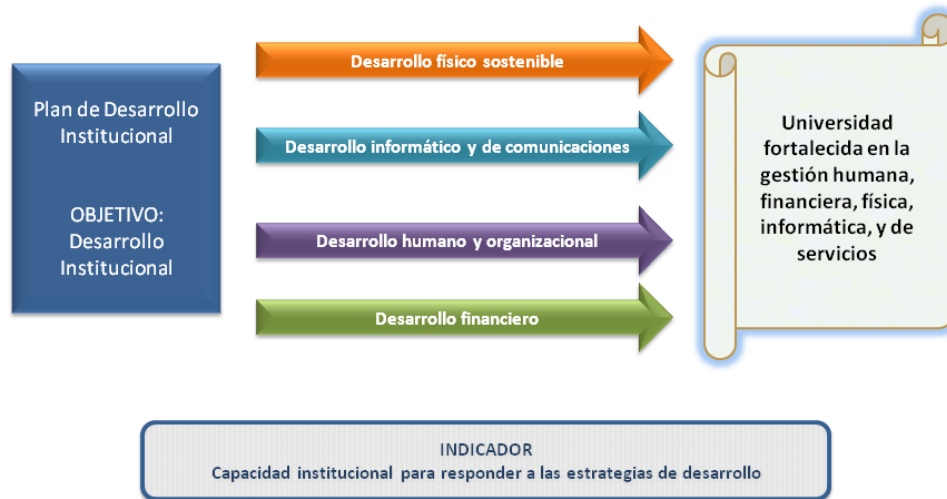 Plan de Desarrollo
Institucional
OBJETIVO:
Desarrollo
Institucional
Desarrollo físico sostenible
Desarrollo informático y de comunicaciones
Desarrollo humano y organizacional
Desarrollo financiero
Universidad
fortalecida en la
gestión humana,
financiera, física,
informática, y de
servicios
INDICADOR
Capacidad institucional para responder a las estrategias de desarrollo